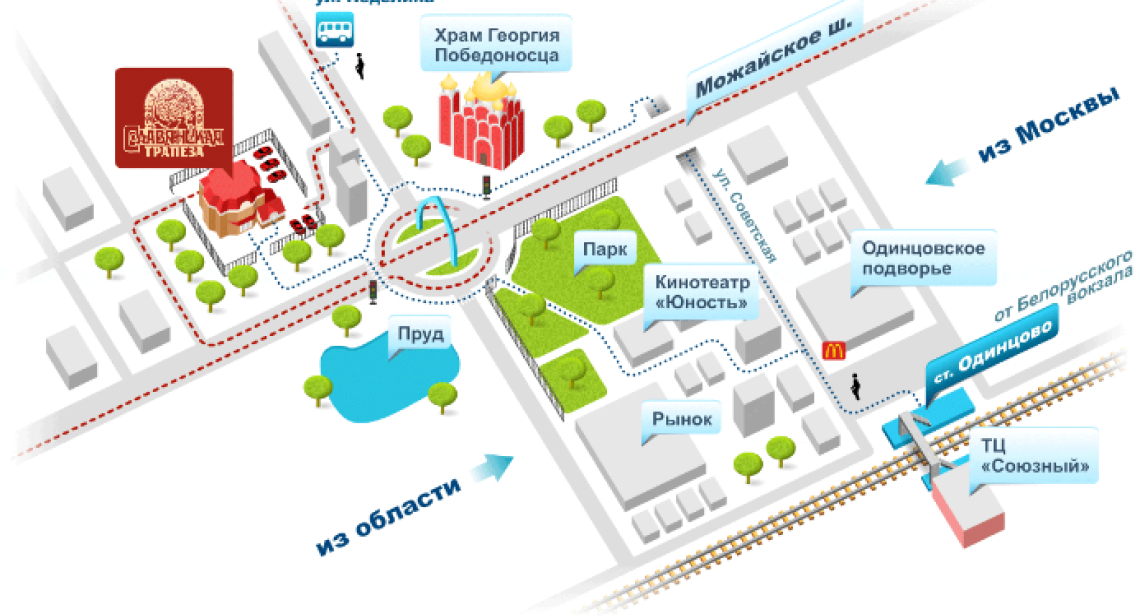 ул. Неделина
Храм Георгия
Победоносца
Можайское ш.
СЛАВЯНСКАЯ
ТРАПЕЗА
из Москвы
ул. Советская
Парк
Одинцовское
подворье
Кинотеатр
«Юность»
от Белорусского
вокзала
Пруд
ст. Одинцово
Рынок
ТЦ
«Союзный»
из области